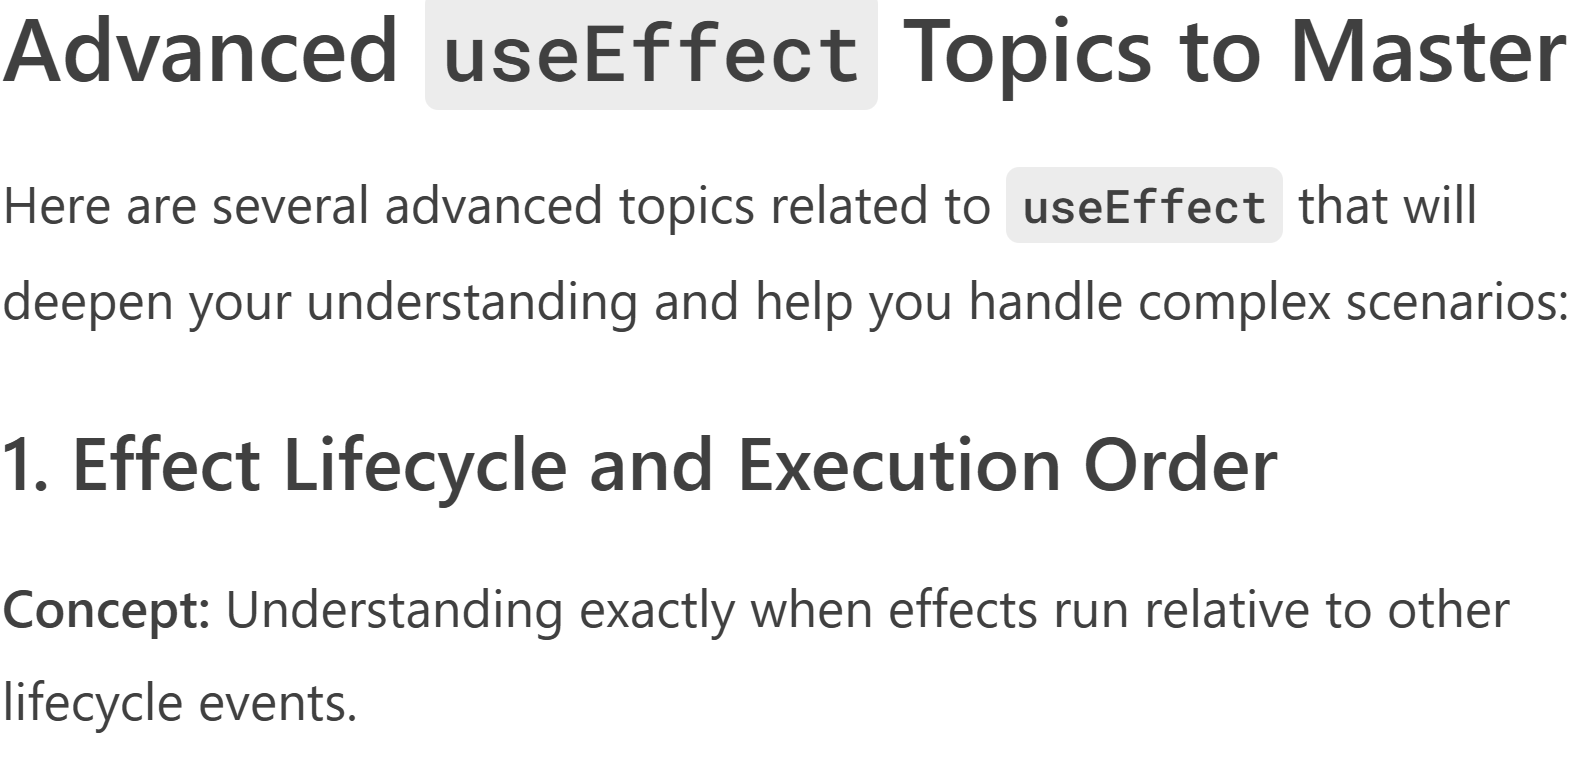 Advanced useEffect Topics to Master
Here are several advanced topics related to useEffect that will
deepen your understanding and help you handle complex scenarios:
1. Effect Lifecycle and Execution Order
Concept: Understanding exactly when effects run relative to other
lifecycle events.